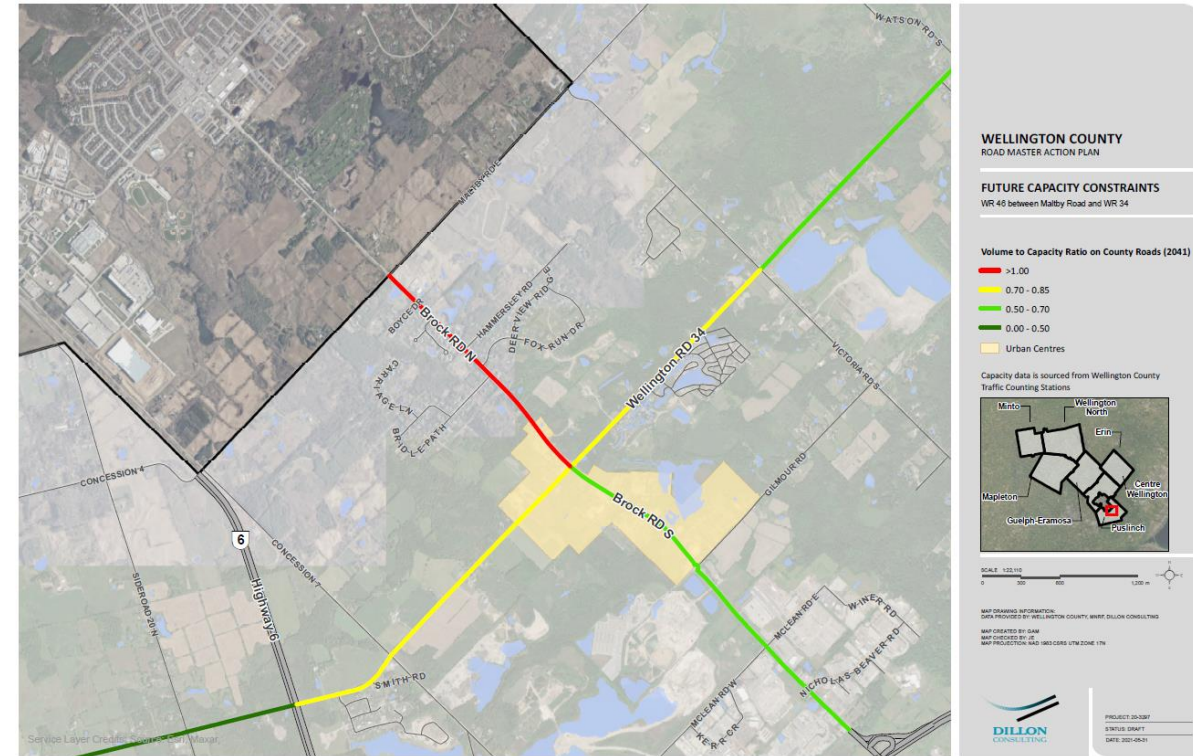 WATSON RD S
MALTBY RD E
BOYCE DR
Brock RD N
HAMMERSLEY RD
DEER VIEW RIDGE
FOX RUN DR
CARRIAGE LN
BRIDLE PATH
Wellington RD 34
VICTORIA RD S
CONCESSION 4
GILMOUR RD
Brock RD S
6
Highway 6
CONCESSION 7
SIDEROAD 20 N
MCLEAN RD E
WINER RD
NICHOLAS BEAVER RD
SMITH RD
MCLEAN RD W
KERR CR
Service Layer Credits: Source: Esri, Maxar,
WELLINGTON COUNTY
ROAD MASTER ACTION PLAN
FUTURE CAPACITY CONSTRAINTS
WR 46 between Maltby Road and WR 34
Volume to Capacity Ratio on County Roads (2041)
>1.00
0.70 - 0.85
0.50 - 0.70
0.00 - 0.50
Urban Centres
Capacity data is sourced from Wellington County
Traffic Counting Stations
Minto
Wellington
North
Erin
Mapleton
Centre
Wellington
Guelph-Eramosa
Puslinch
SCALE 1:22,110
0 300 600 1,200 m
MAP DRAWING INFORMATION:
DATA PROVIDED BY: WELLINGTON COUNTY, MNRF, DILLON CONSULTING
MAP CREATED BY: GAM
MAP CHECKED BY: JE
MAP PROJECTION: NAD 1983 CSRS UTM ZONE 17N
DILLON
CONSULTING
PROJECT: 20-3397
STATUS: DRAFT
DATE: 2021-05-31